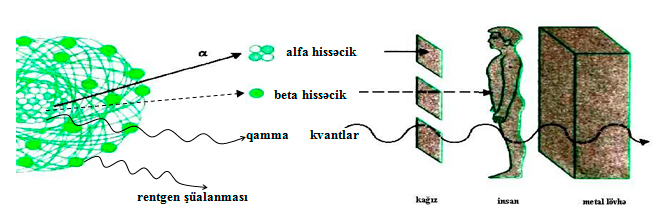 α
alfa hissəcik
beta hissəcik
qamma kvantlar
rentgen şüalanması
kağız
insan
metal lövhə